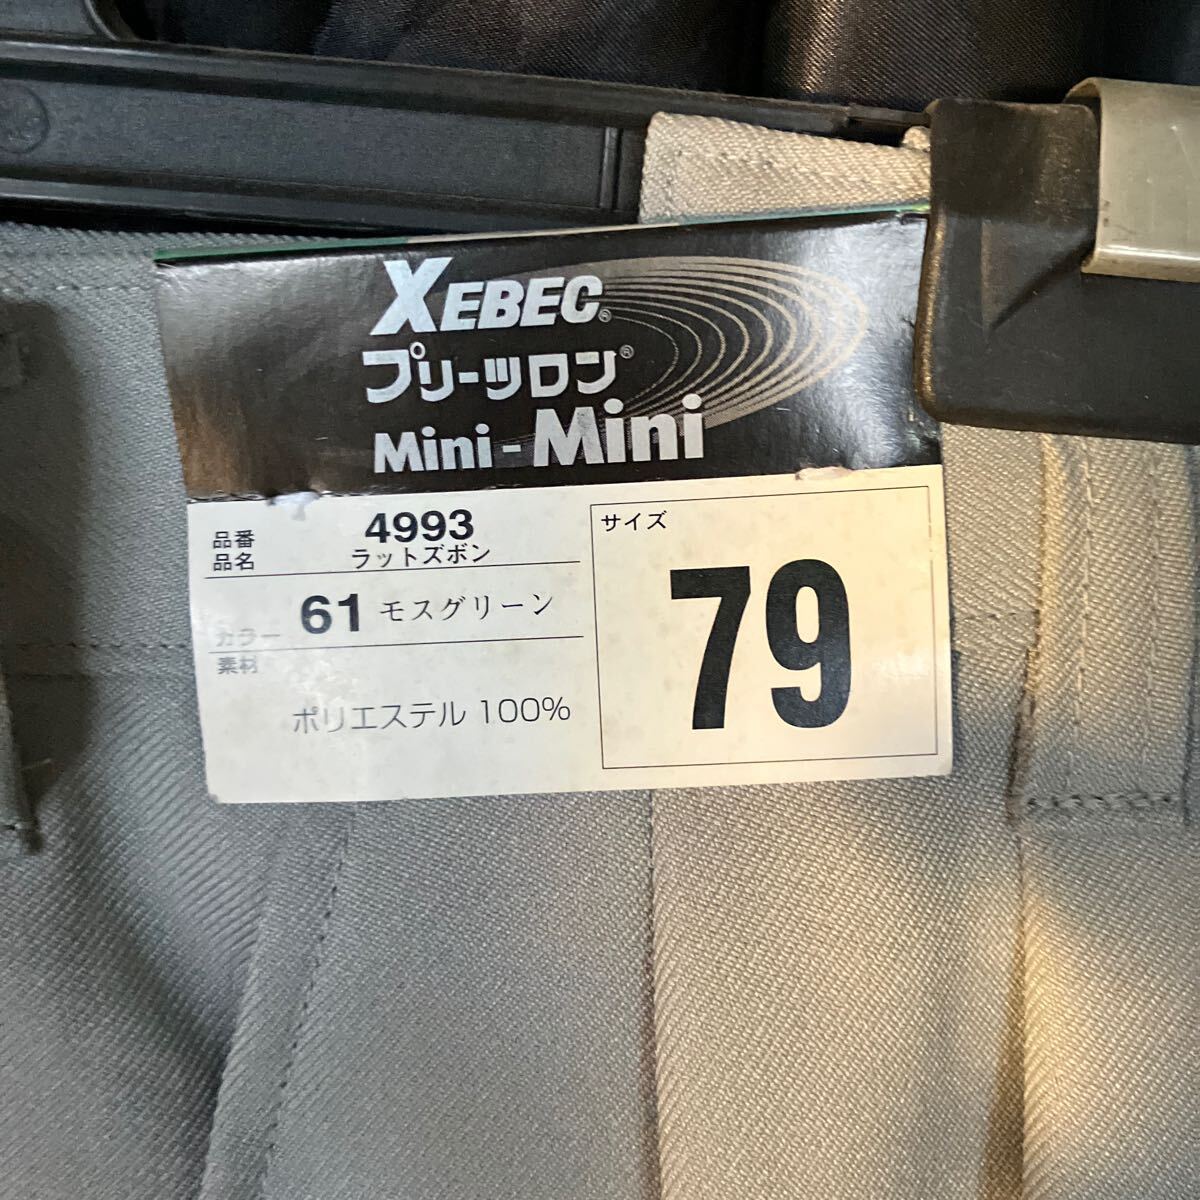 XEBEC®
プリーツロン®
Mini-Mini
品番 4993
品名 ラットズボン
カラー 61 モスグリーン
素材
ポリエステル 100%
サイズ
79